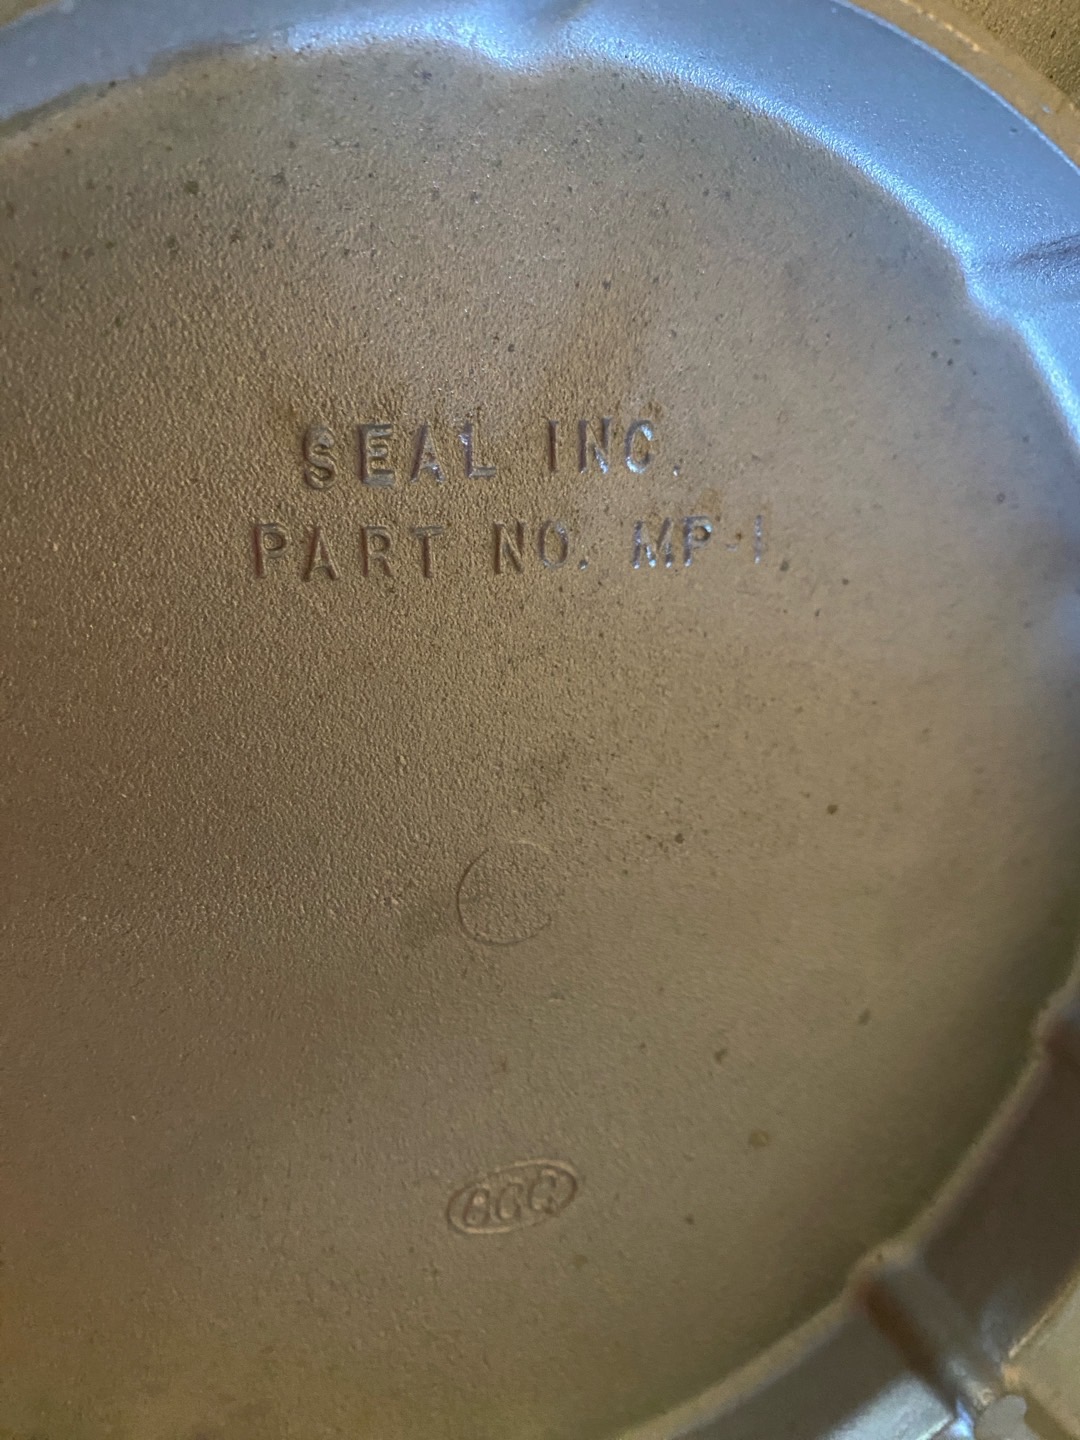 SEAL INC.
PART NO. MP-1
C